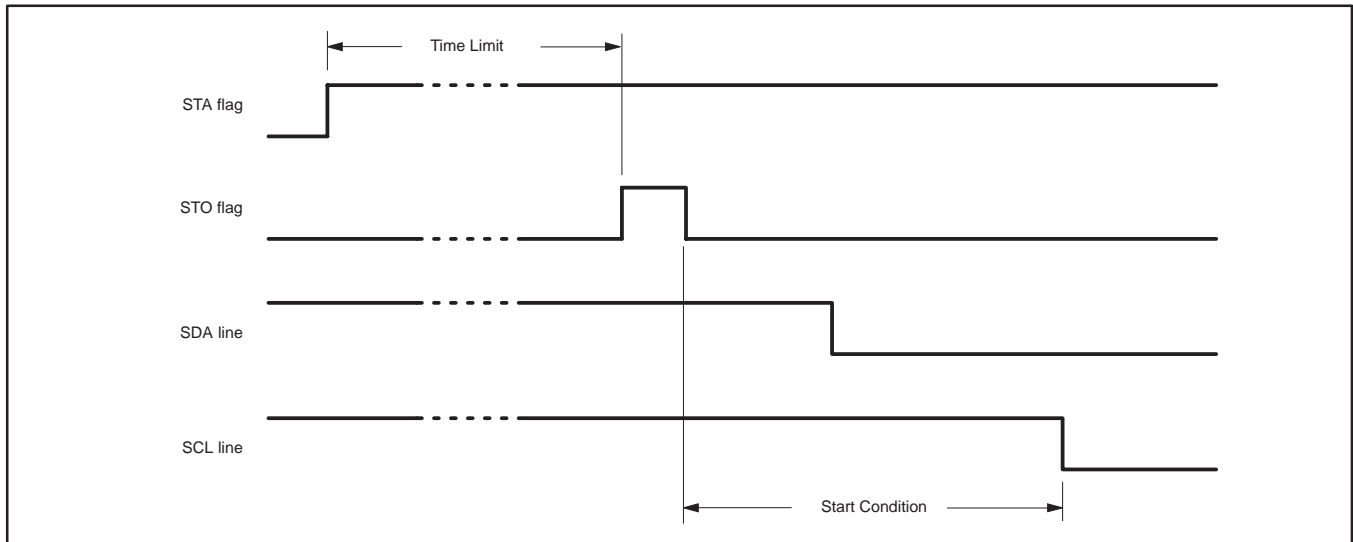 Time Limit
STA flag
STO flag
SDA line
SCL line
Start Condition